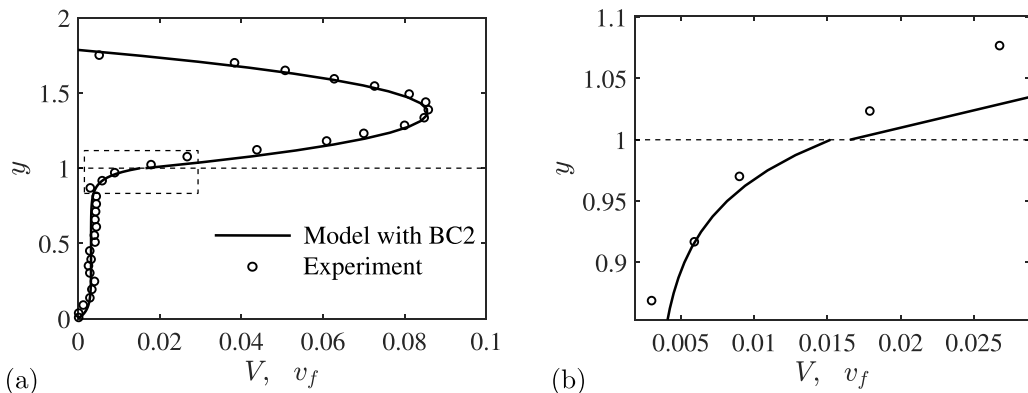 (a)
2
1.5
1
0.5
0
y
0 0.02 0.04 0.06 0.08 0.1
V, v_f
Model with BC2
Experiment
(b)
1.1
1.05
1
0.95
0.9
y
0.005 0.01 0.015 0.02 0.025
V, v_f